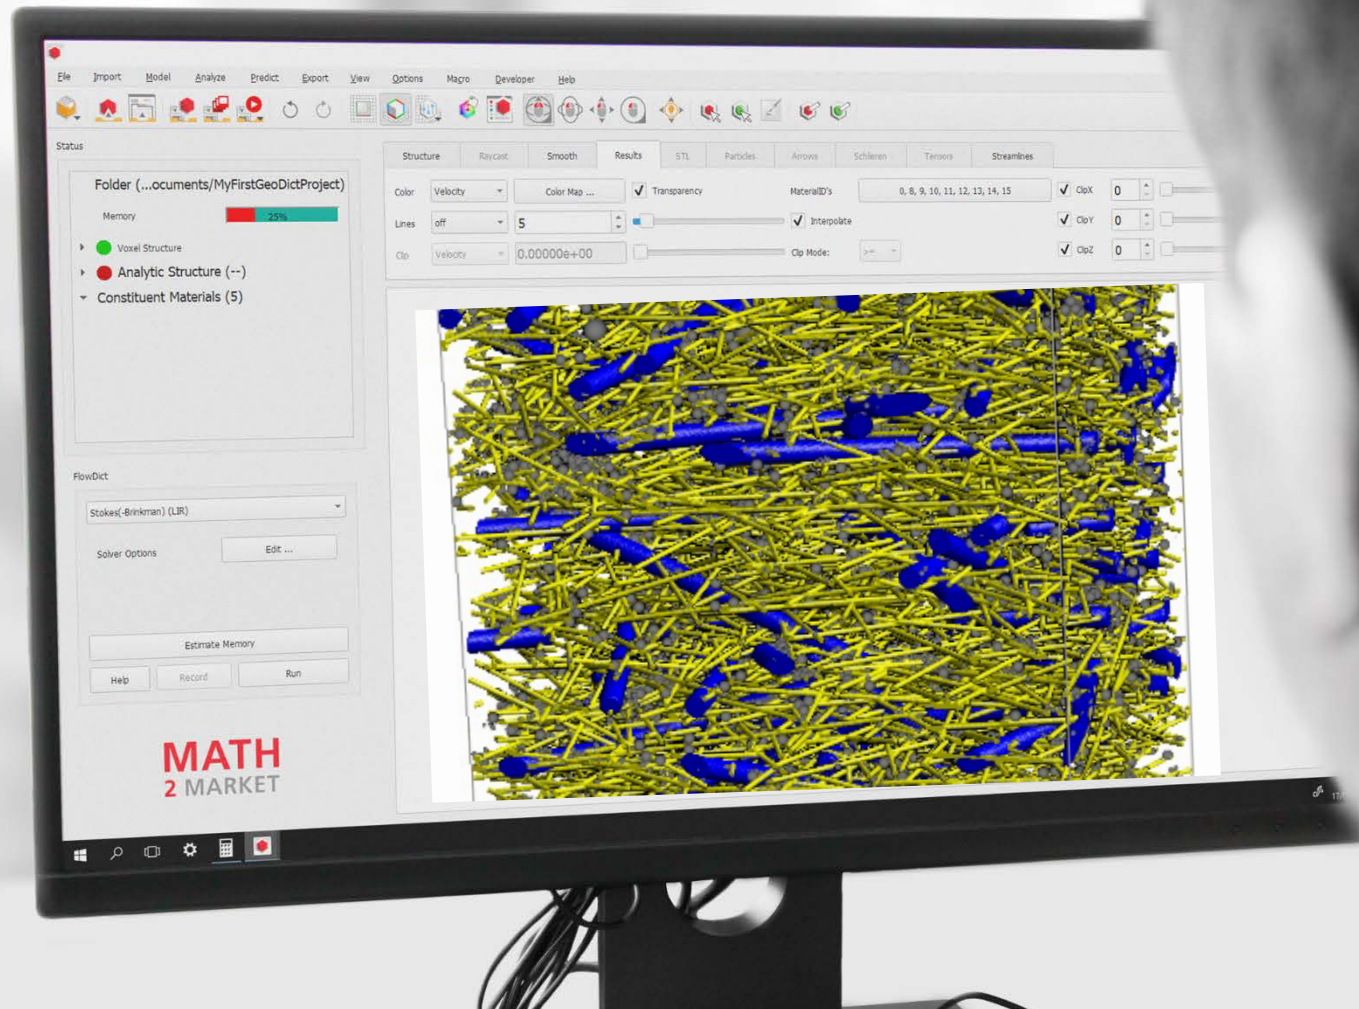 File Import Model Analyze Predict Export View Options Macro Developer Help
Status
Folder (...ocuments/MyFirstGeoDictProject)
Memory 25%
Voxel Structure
Analytic Structure (--)
Constituent Materials (5)
FlowDict
Stokes(-Brinkman) (LIR)
Solver Options Edit ...
Estimate Memory
Help Record Run
MATH
2 MARKET
Structure Raycast Smooth Results STL Particles Arrows Schlieren Tensors Streamlines
Color Velocity Color Map ... Transparency MaterialID's 0, 8, 9, 10, 11, 12, 13, 14, 15 ClipX 0
Lines off 5 Interpolate ClipY 0
Clip Velocity 0.00000e+00 Clip Mode: >= ClipZ 0